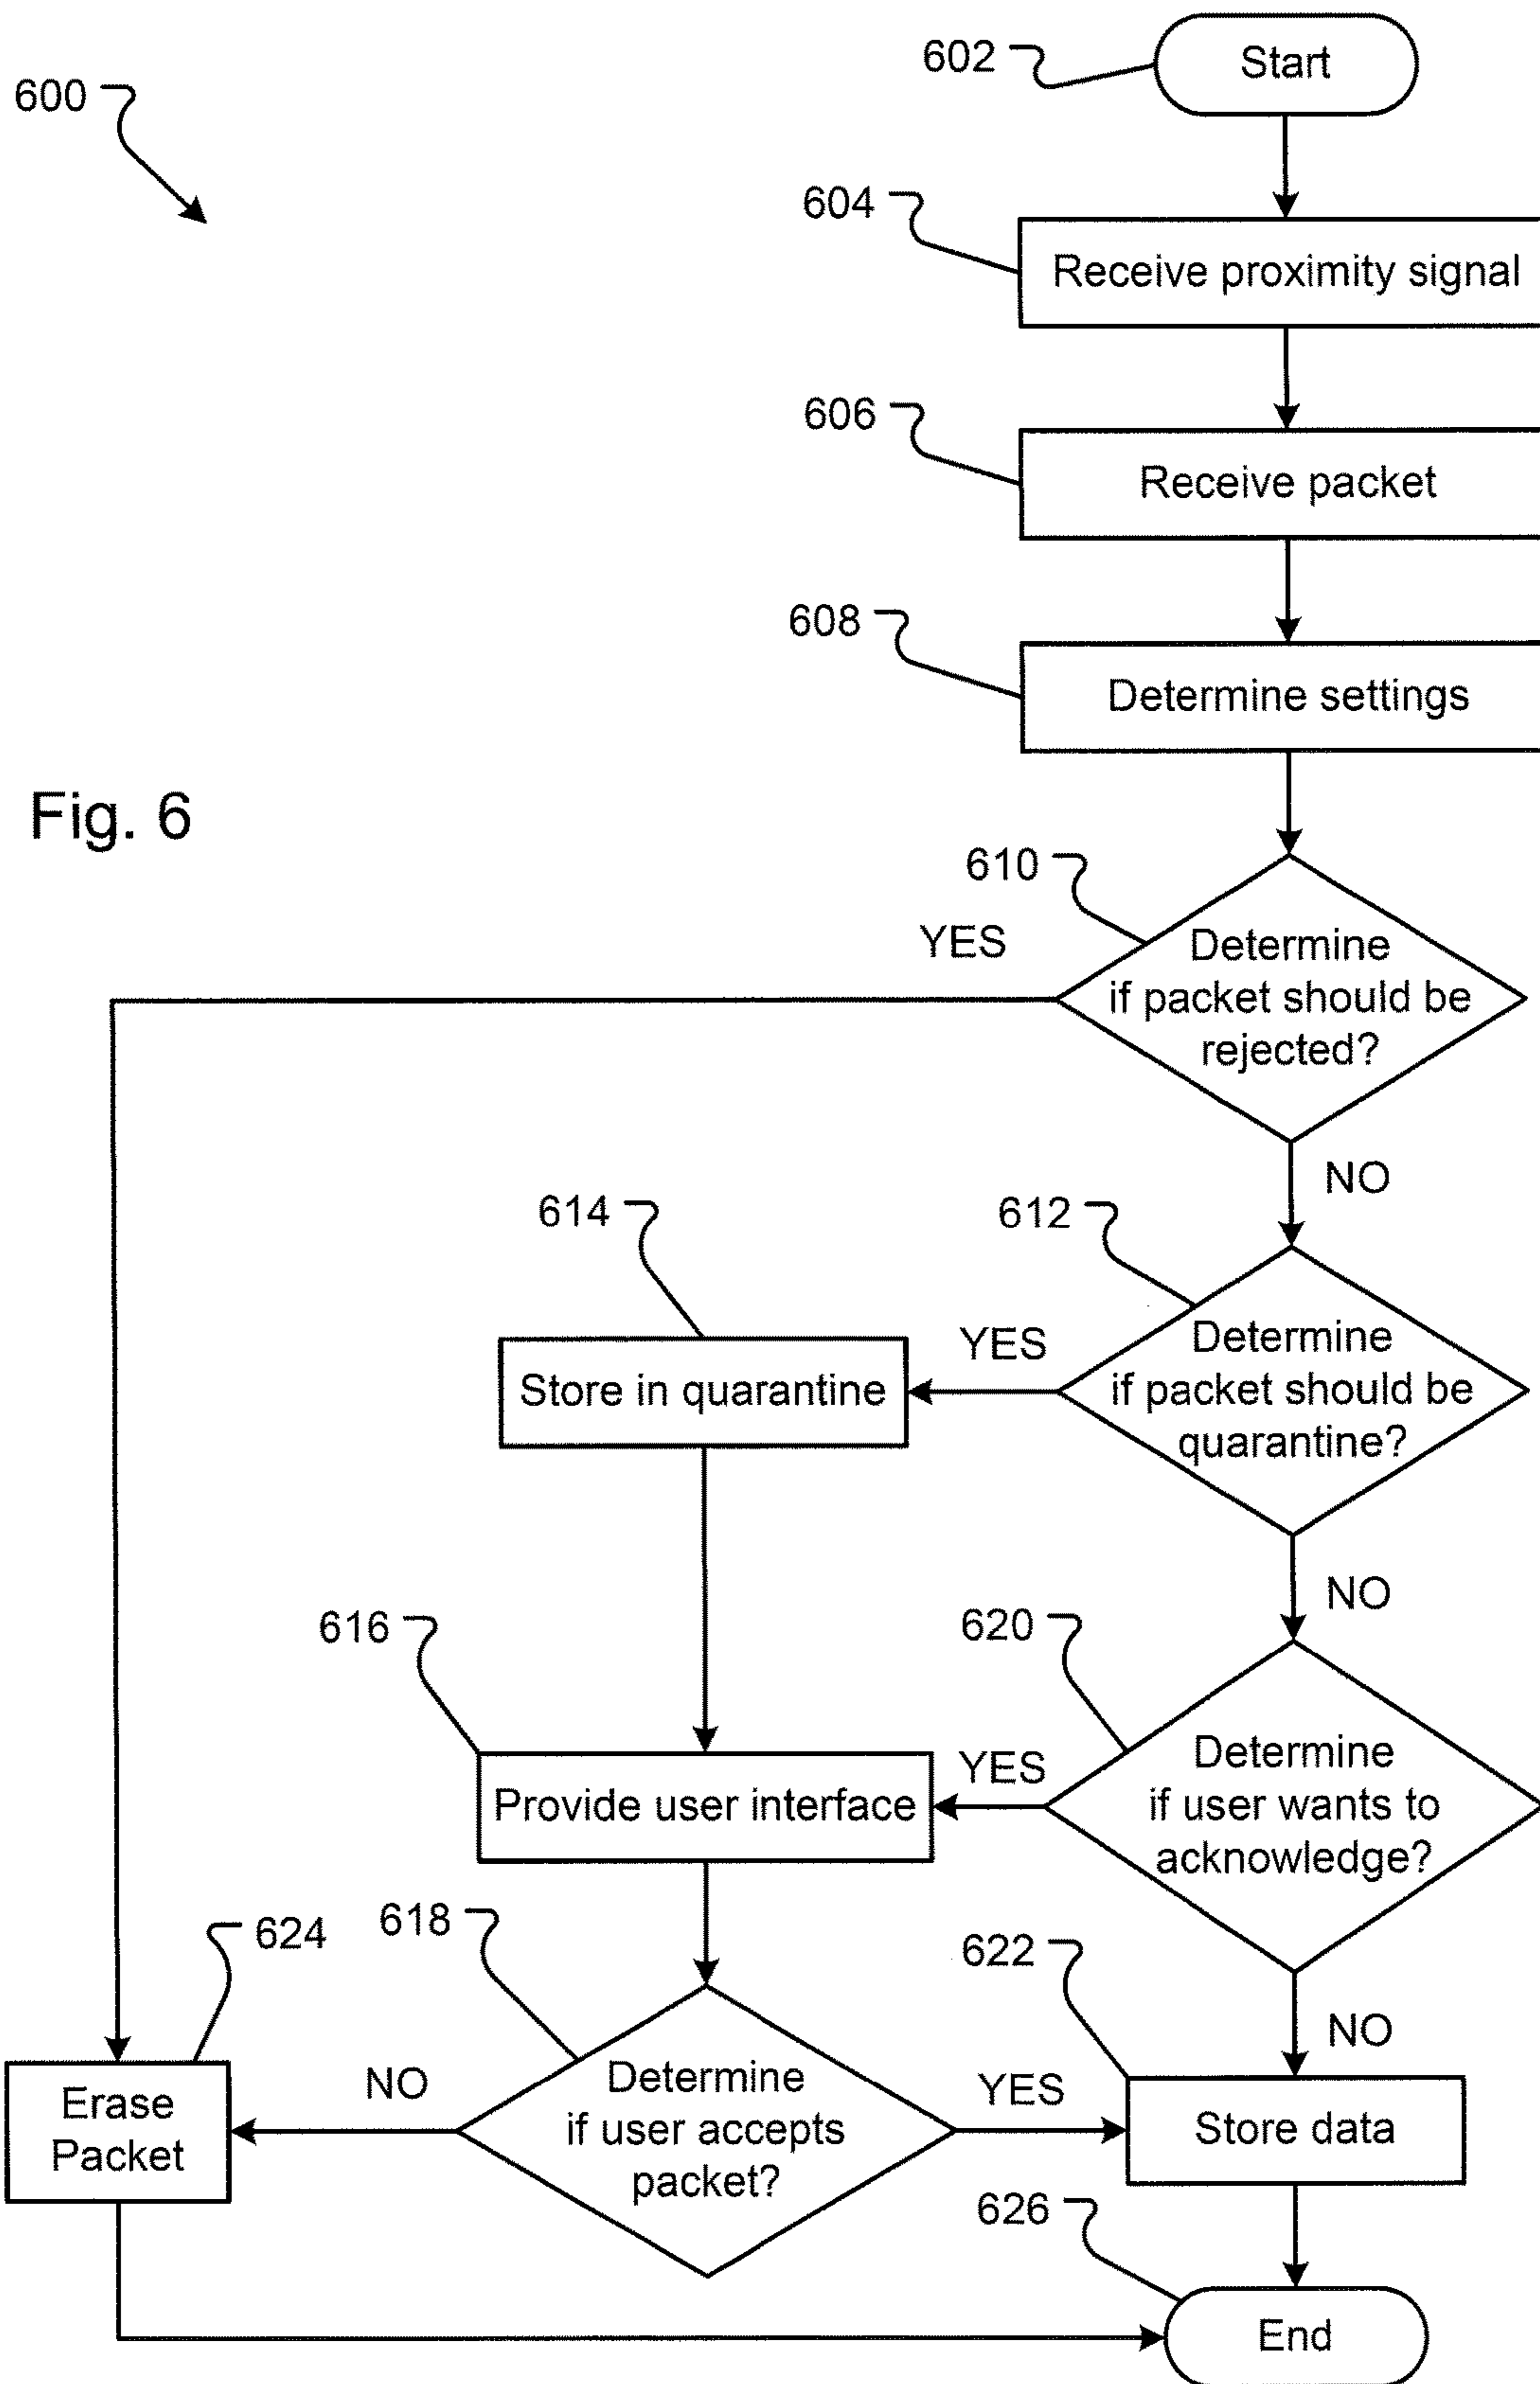 602
Start
600
604
Receive proximity signal
606
Receive packet
608
Determine settings
Fig. 6
610
YES
Determine
if packet should be
rejected?
NO
614
612
Store in quarantine
YES
Determine
if packet should be
quarantine?
NO
616
620
Provide user interface
YES
Determine
if user wants to
acknowledge?
624
618
622
NO
Erase
Packet
NO
Determine
if user accepts
packet?
YES
Store data
626
End